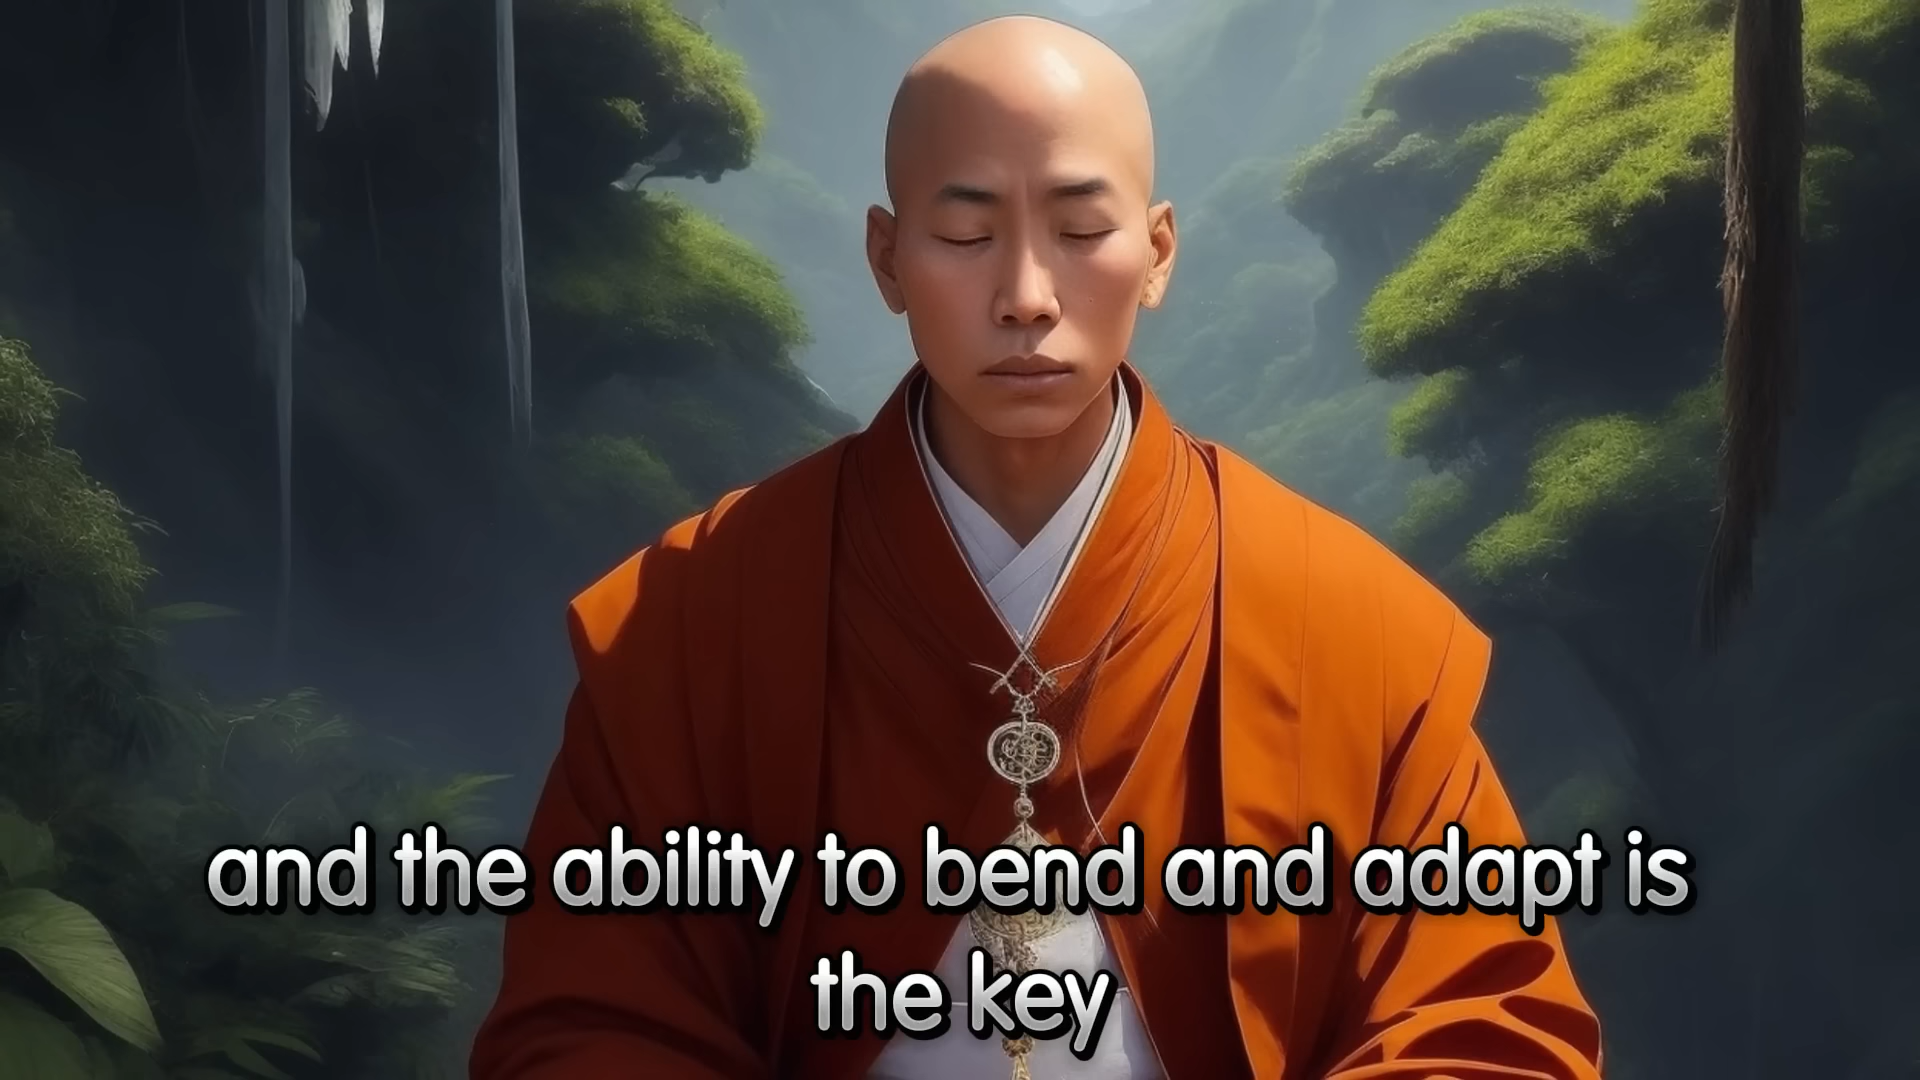 and the ability to bend and adapt is
the key